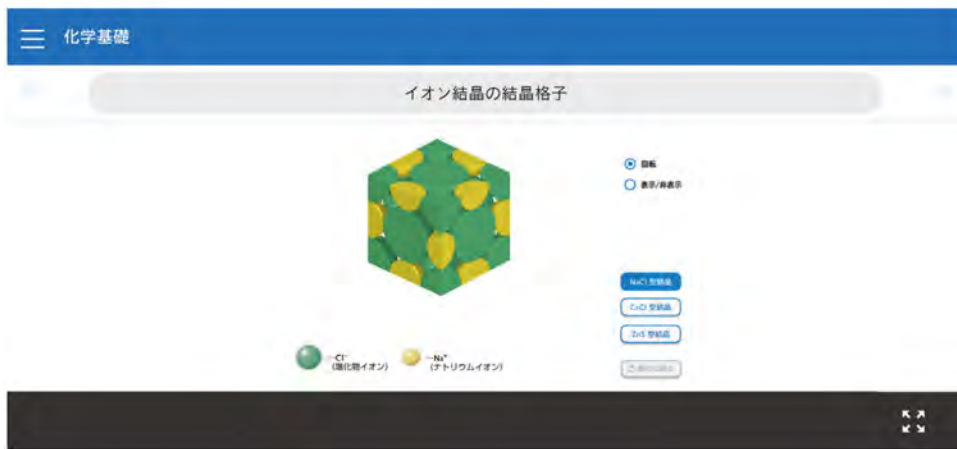 化学基礎
イオン結晶の結晶格子
回転
表示/非表示
NaCl 型結晶
CsCl 型結晶
ZnS 型結晶
Cl⁻
(塩化物イオン)
Na⁺
(ナトリウムイオン)